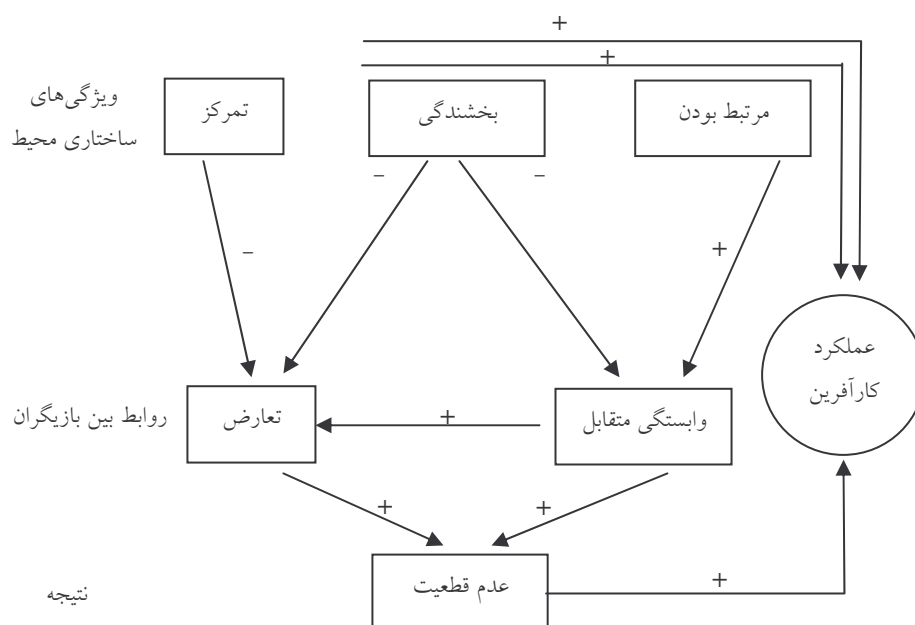 +
+
ویژگی‌های
ساختاری محیط
مرتبط بودن
بخشندگی
تمرکز
–
–
–
+
عملکرد
کارآفرین
روابط بین بازیگران
وابستگی متقابل
+
تعارض
+
+
نتیجه
عدم قطعیت
+